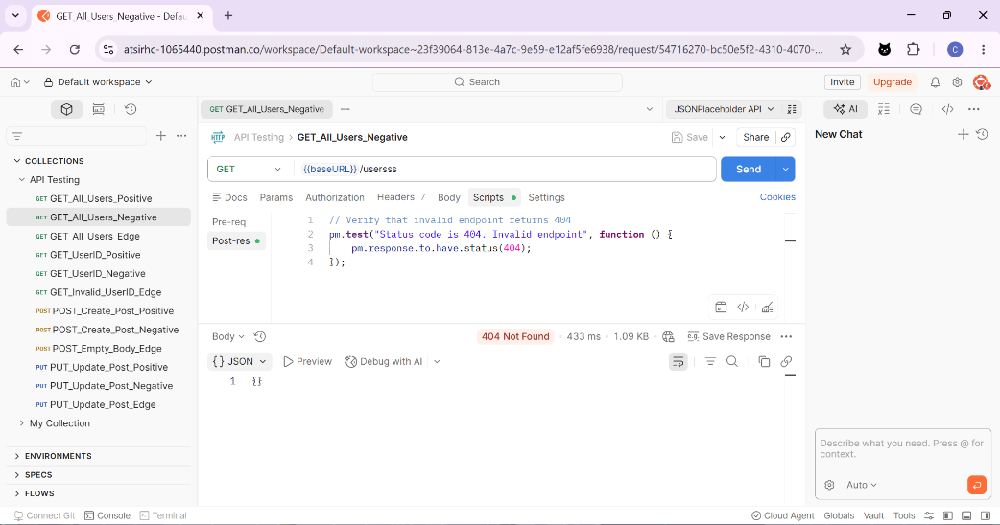 GET_All_Users_Negative - Defau
atsirhc-1065440.postman.co/workspace/Default-workspace~23f39064-813e-4a7c-9e59-e12af5fe6938/request/54716270-bc50e5f2-4310-4070-...
C
Default workspace
Search
Invite
Upgrade
GET GET_All_Users_Negative
JSONPlaceholder API
AI
API Testing > GET_All_Users_Negative
Save
Share
New Chat
COLLECTIONS
API Testing
GET GET_All_Users_Positive
GET GET_All_Users_Negative
GET GET_All_Users_Edge
GET GET_UserID_Positive
GET GET_UserID_Negative
GET GET_Invalid_UserID_Edge
POST POST_Create_Post_Positive
POST POST_Create_Post_Negative
POST POST_Empty_Body_Edge
PUT PUT_Update_Post_Positive
PUT PUT_Update_Post_Negative
PUT PUT_Update_Post_Edge
My Collection
ENVIRONMENTS
SPECS
FLOWS
HTTP
GET
{{baseURL}} /usersss
Send
Docs Params Authorization Headers 7 Body Scripts Settings
Cookies
Pre-req
Post-res
1 // Verify that invalid endpoint returns 404
2 pm.test("Status code is 404. Invalid endpoint", function () {
3 pm.response.to.have.status(404);
4 });
Body
404 Not Found
433 ms
1.09 KB
e.g. Save Response
{} JSON
Preview
Debug with AI
1 {}
Describe what you need. Press @ for
context.
Auto
Connect Git
Console
Terminal
Cloud Agent
Globals
Vault
Tools